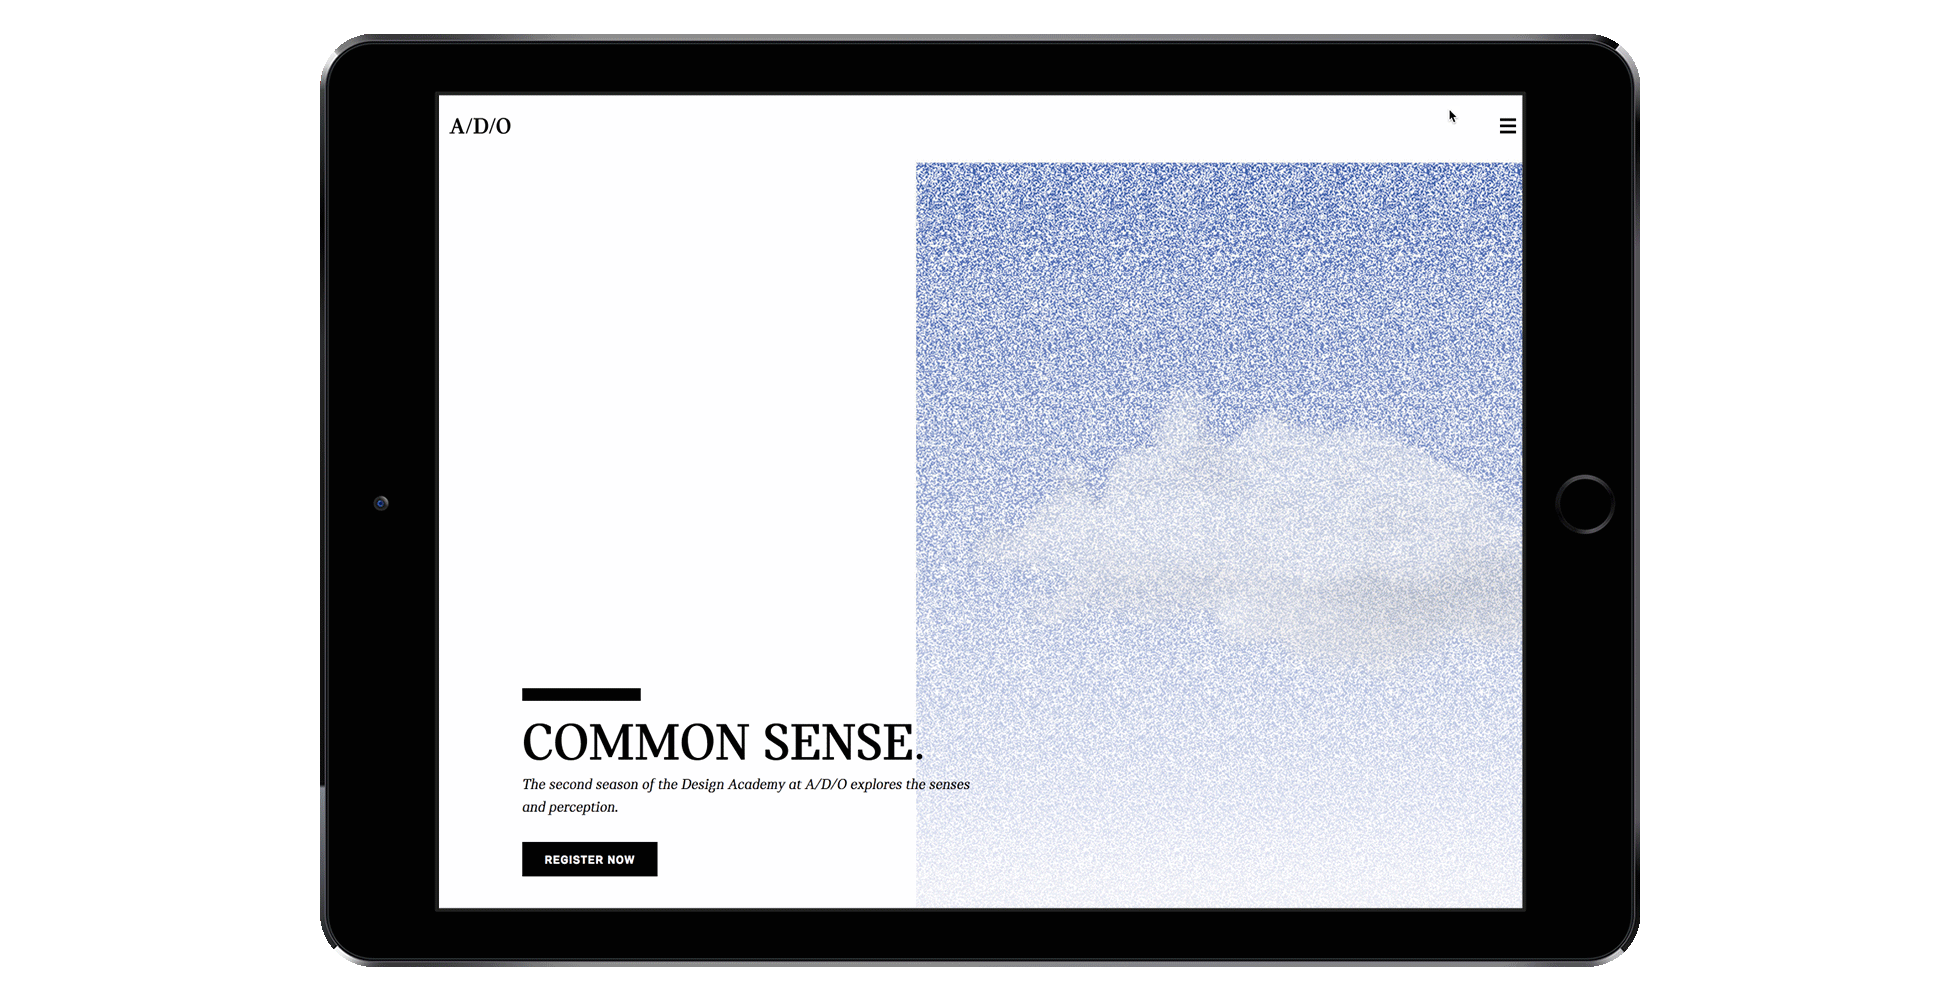 A/D/O
COMMON SENSE.
The second season of the Design Academy at A/D/O explores the senses
and perception.
REGISTER NOW